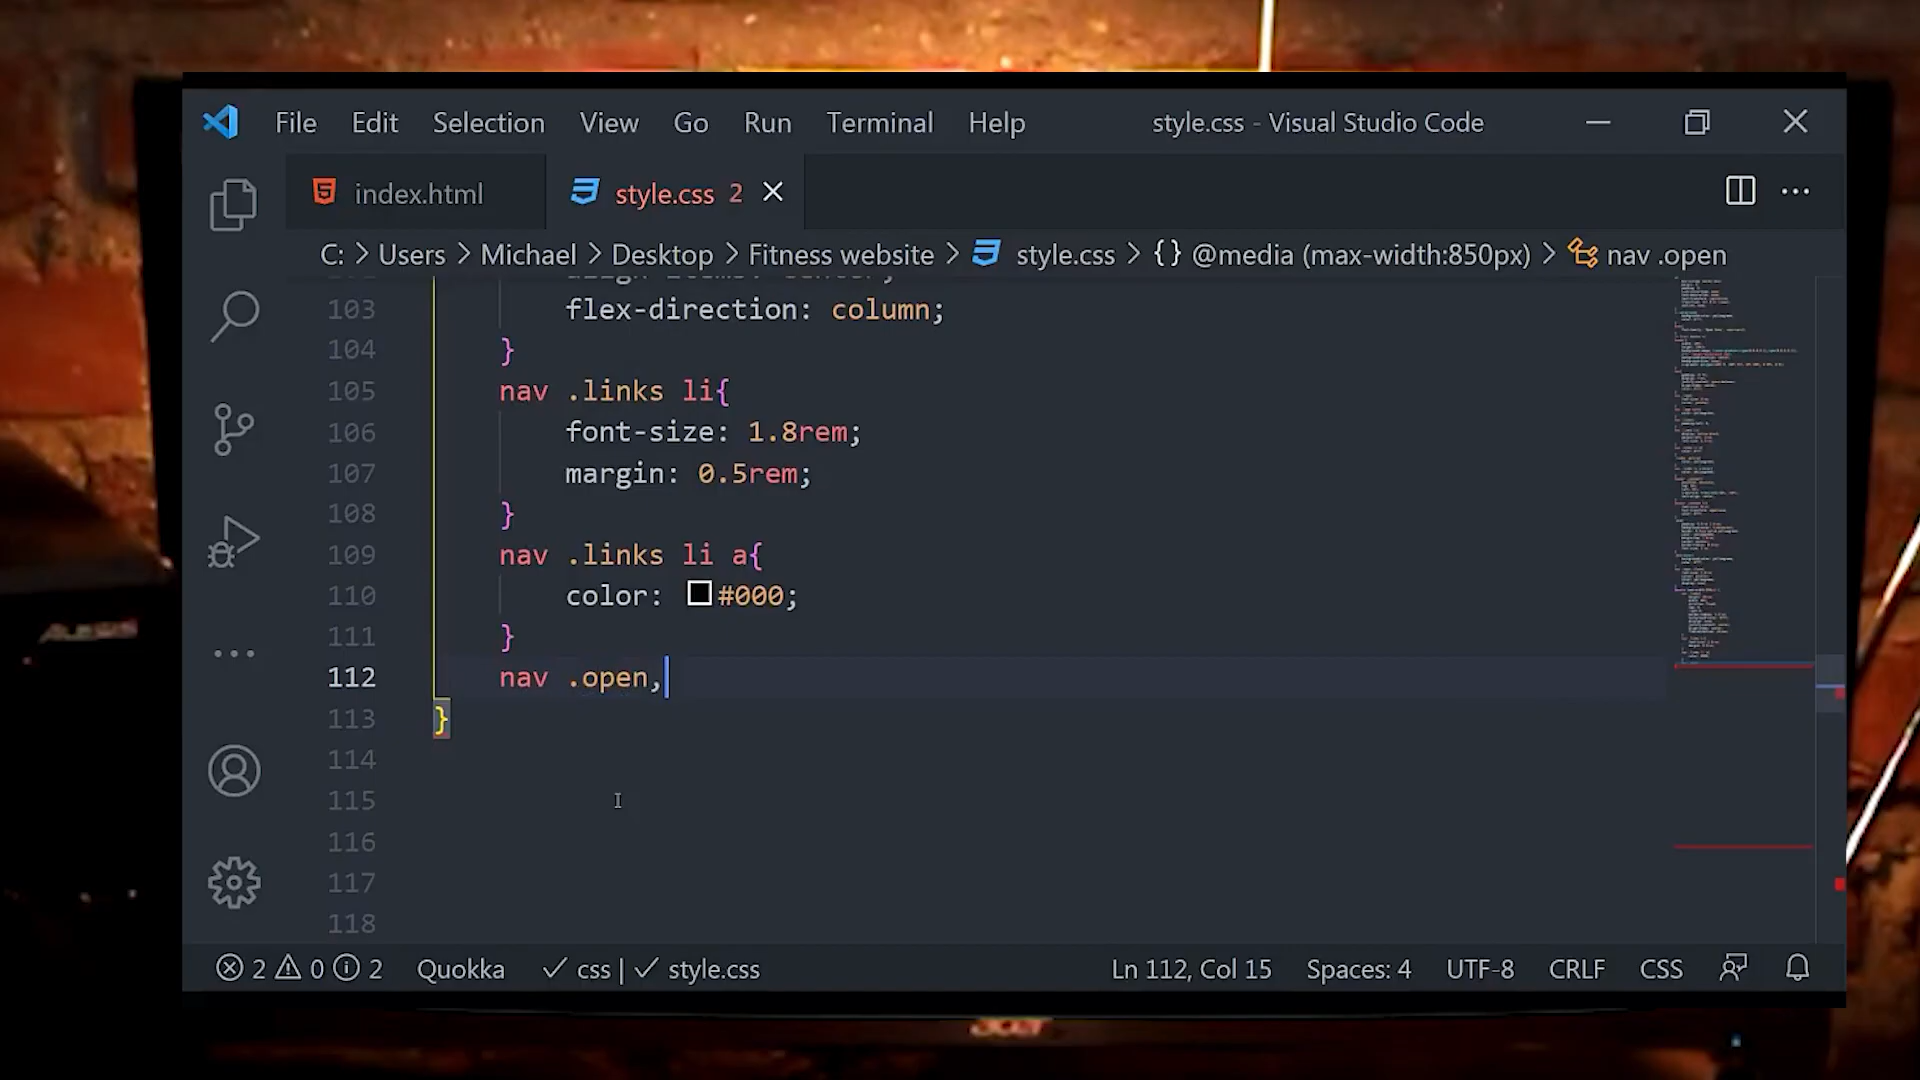 File Edit Selection View Go Run Terminal Help style.css - Visual Studio Code
index.html style.css 2
C: > Users > Michael > Desktop > Fitness website > style.css > {} @media (max-width:850px) > nav .open
103 flex-direction: column;
104 }
105 nav .links li{
106 font-size: 1.8rem;
107 margin: 0.5rem;
108 }
109 nav .links li a{
110 color: #000;
111 }
112 nav .open,
113 }
114
115
116
117
118
2 0 2 Quokka css | style.css Ln 112, Col 15 Spaces: 4 UTF-8 CRLF CSS
acer